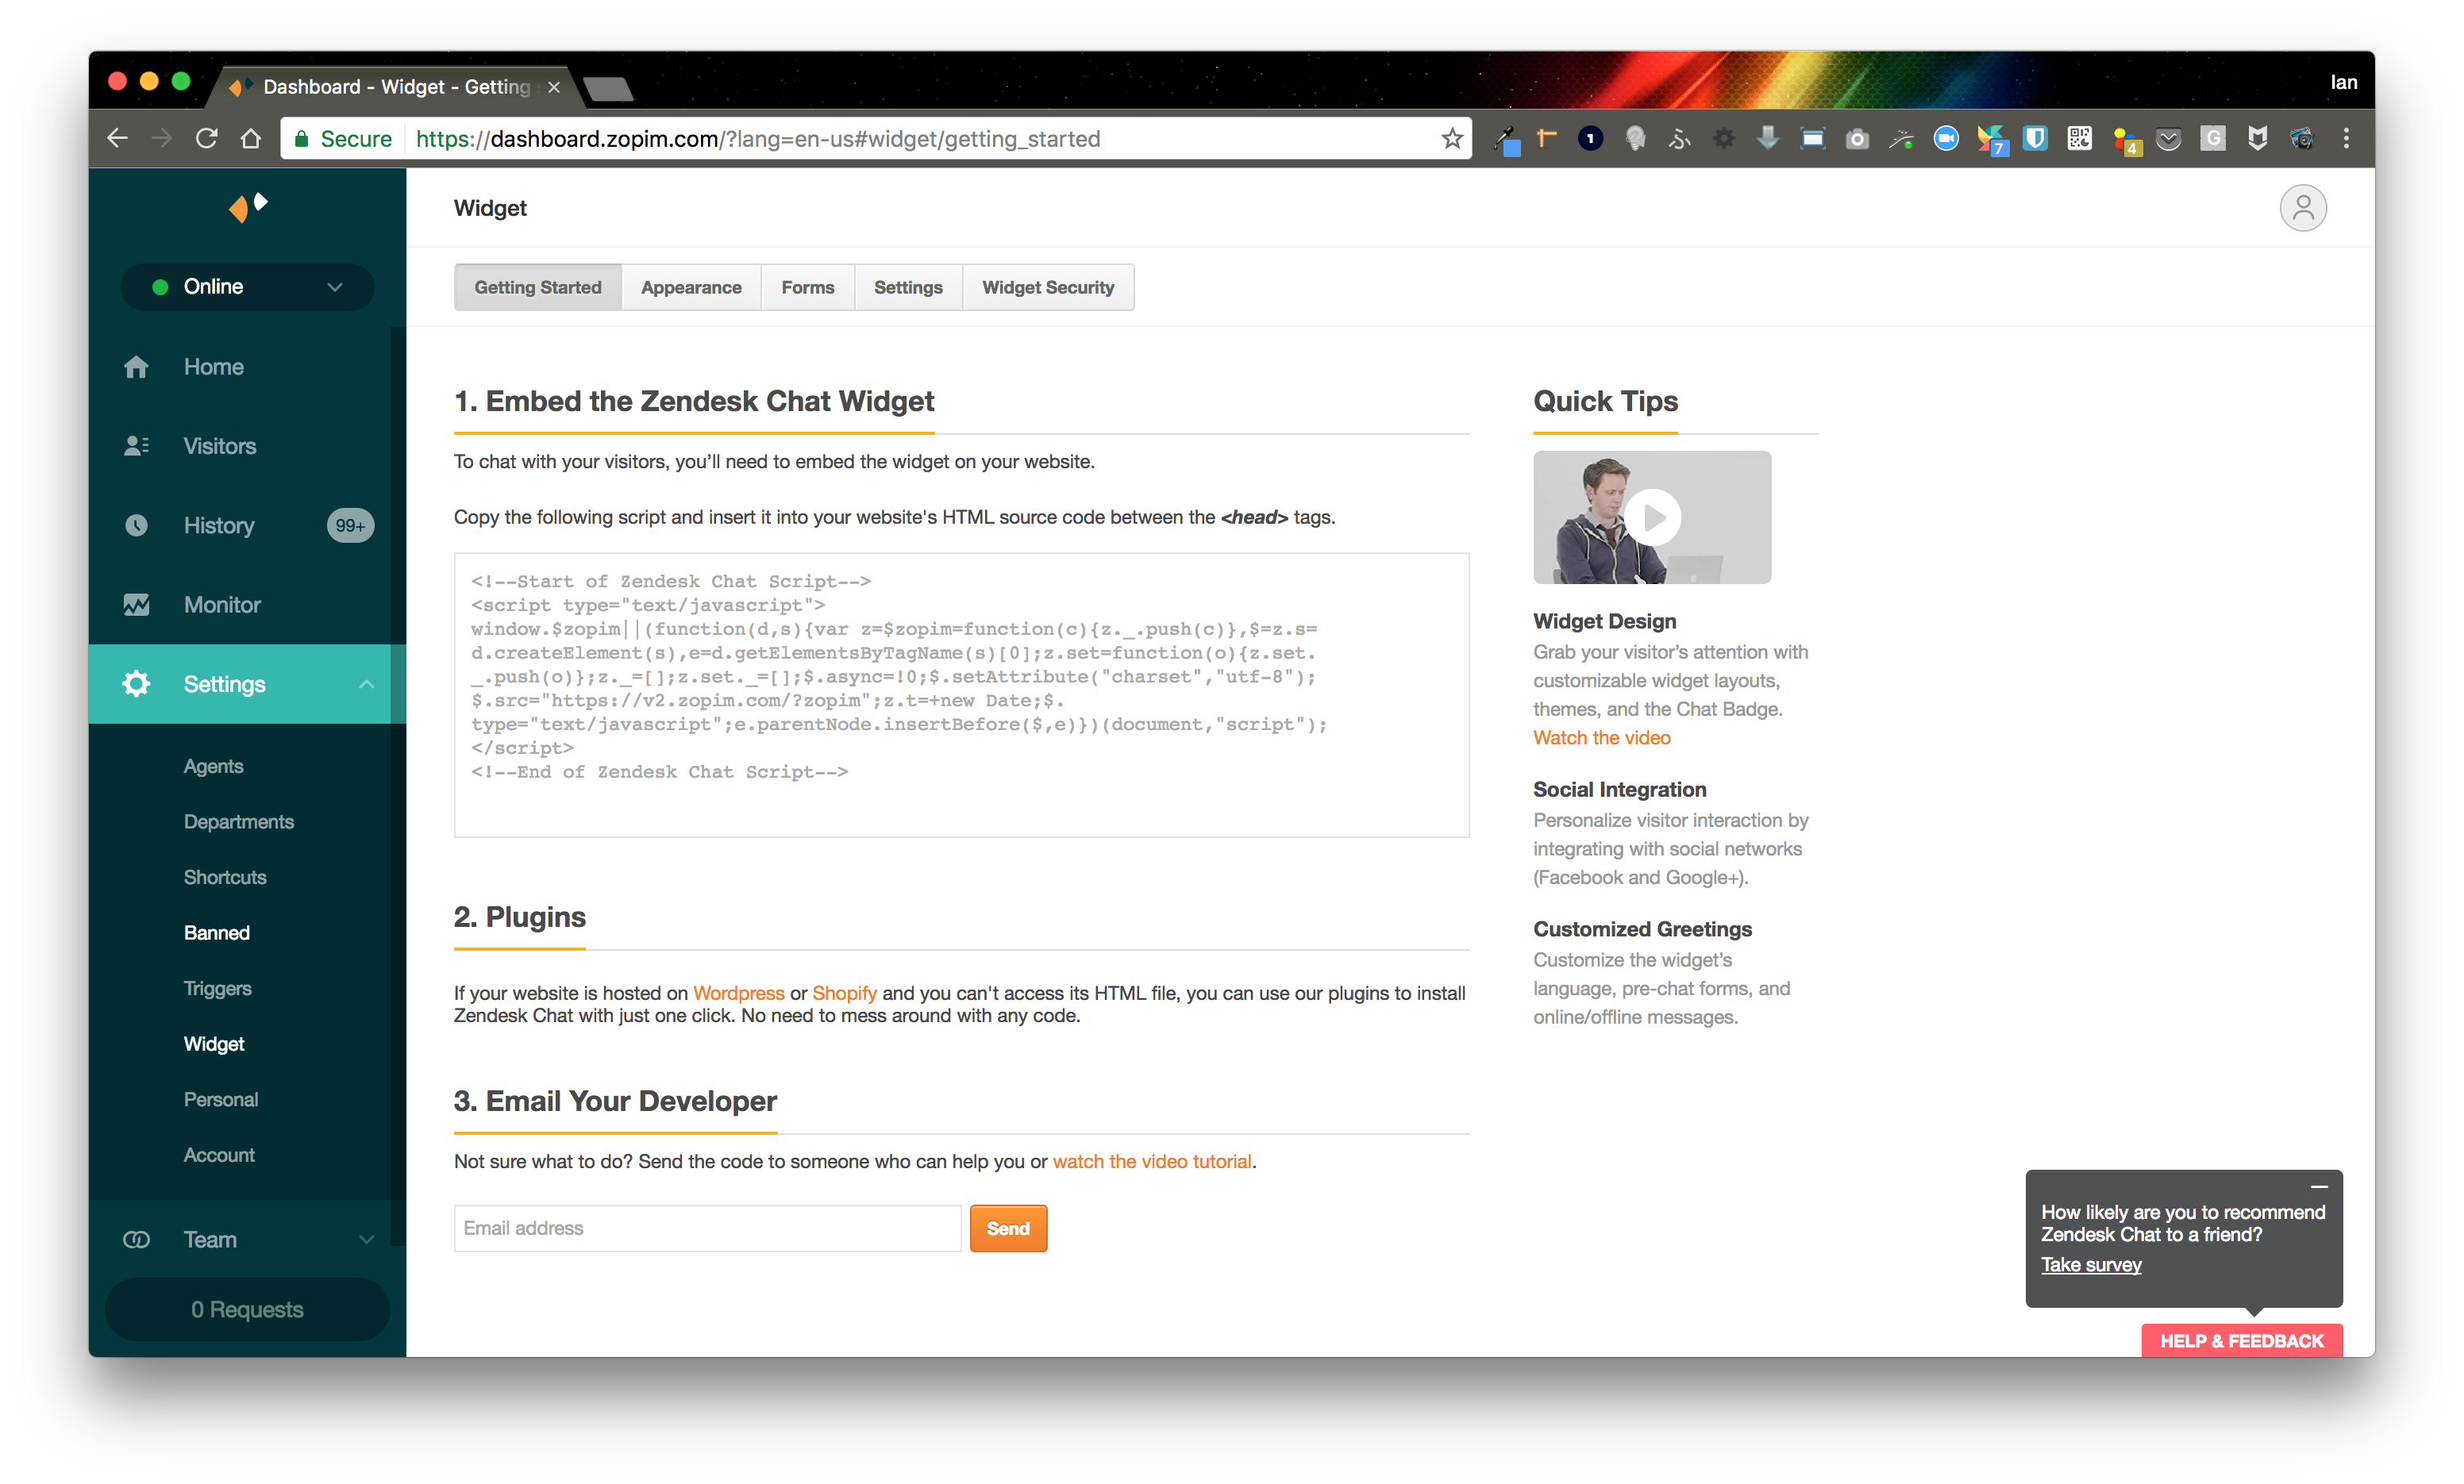 Dashboard - Widget - Getting
Ian
Secure https://dashboard.zopim.com/?lang=en-us#widget/getting_started
1
7
4
G
Online
Home
Visitors
History 99+
Monitor
Settings
Agents
Departments
Shortcuts
Banned
Triggers
Widget
Personal
Account
Team
0 Requests
Widget
Getting Started Appearance Forms Settings Widget Security
1. Embed the Zendesk Chat Widget
To chat with your visitors, you’ll need to embed the widget on your website.
Copy the following script and insert it into your website's HTML source code between the <head> tags.
<!--Start of Zendesk Chat Script-->
<script type="text/javascript">
window.$zopim||(function(d,s){var z=$zopim=function(c){z._.push(c)},$=z.s=
d.createElement(s),e=d.getElementsByTagName(s)[0];z.set=function(o){z.set.
_.push(o)};z._=[];z.set._=[];$.async=!0;$.setAttribute("charset","utf-8");
$.src="https://v2.zopim.com/?zopim";z.t=+new Date;$.
type="text/javascript";e.parentNode.insertBefore($,e)})(document,"script");
</script>
<!--End of Zendesk Chat Script-->
2. Plugins
If your website is hosted on Wordpress or Shopify and you can't access its HTML file, you can use our plugins to install
Zendesk Chat with just one click. No need to mess around with any code.
3. Email Your Developer
Not sure what to do? Send the code to someone who can help you or watch the video tutorial.
Email address Send
Quick Tips
Widget Design
Grab your visitor’s attention with
customizable widget layouts,
themes, and the Chat Badge.
Watch the video
Social Integration
Personalize visitor interaction by
integrating with social networks
(Facebook and Google+).
Customized Greetings
Customize the widget’s
language, pre-chat forms, and
online/offline messages.
How likely are you to recommend
Zendesk Chat to a friend?
Take survey
HELP & FEEDBACK